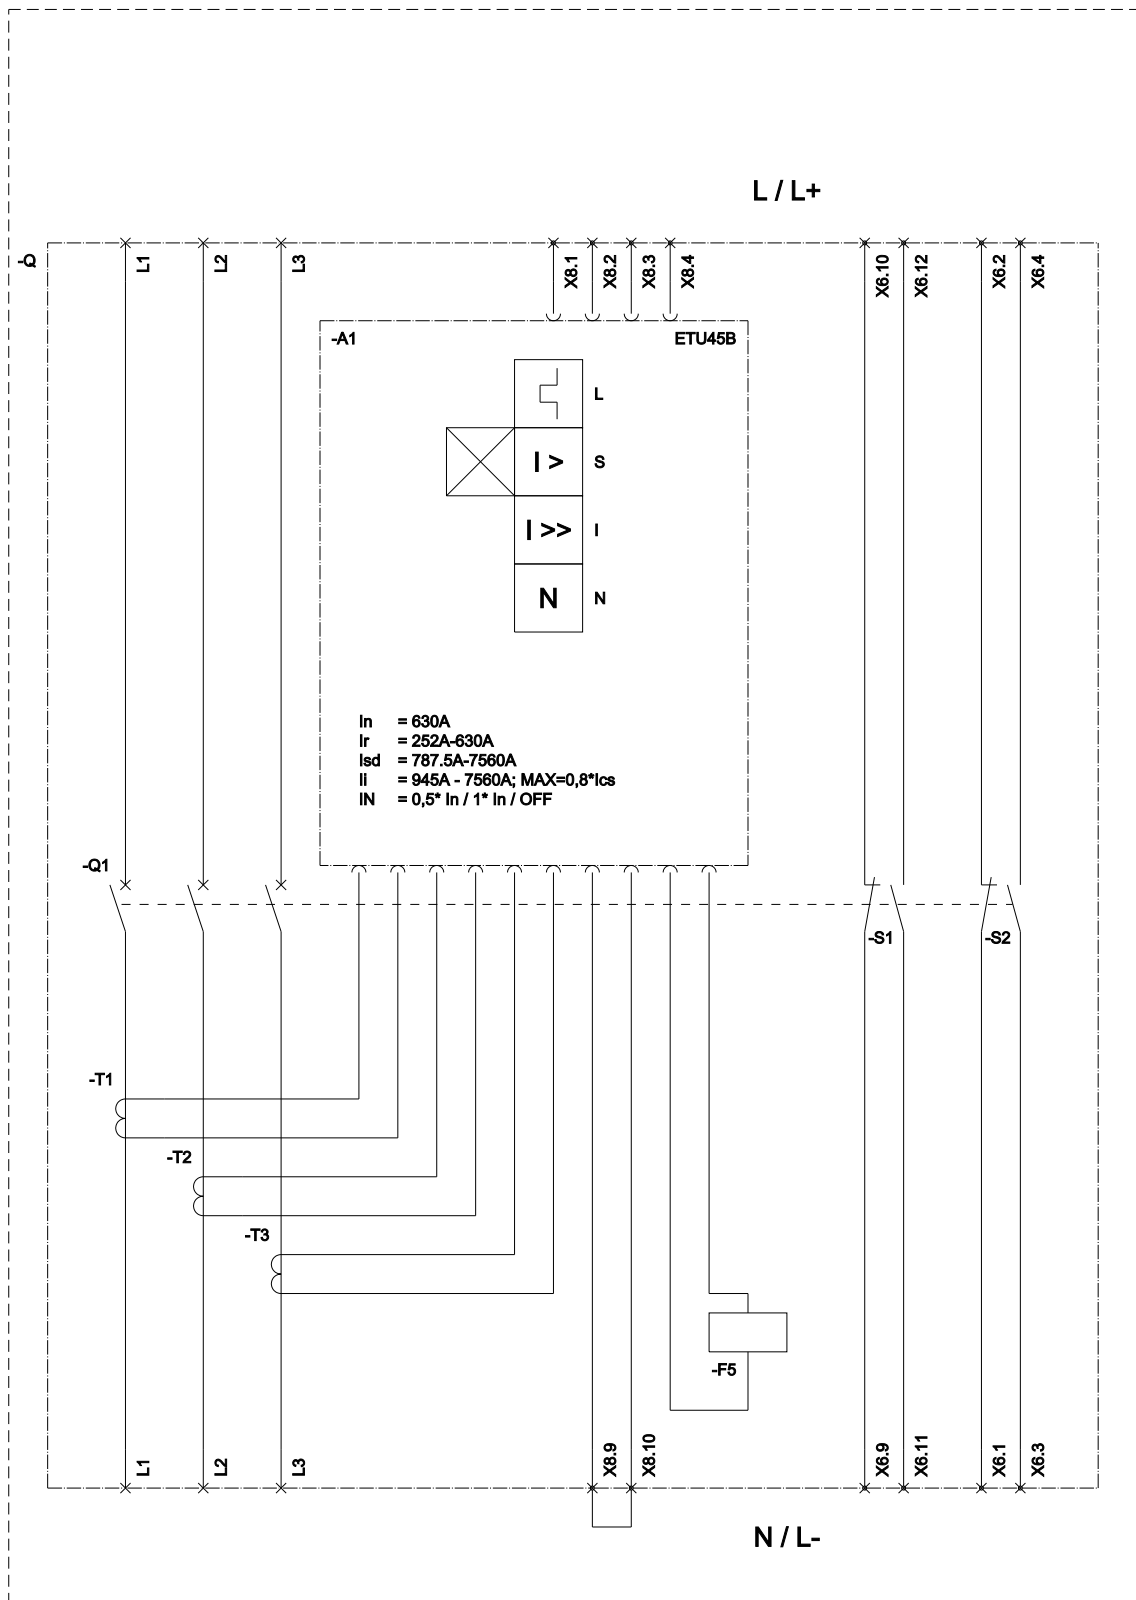 L / L+
-Q
L1
L2
L3
X8.1
X8.2
X8.3
X8.4
X6.10
X6.12
X6.2
X6.4
-A1
ETU45B
L
I >
S
I >>
I
N
N
In = 630A
Ir = 252A-630A
Isd = 787.5A-7560A
Ii = 945A - 7560A; MAX=0,8*Ics
IN = 0,5* In / 1* In / OFF
-Q1
-S1
-S2
-T1
-T2
-T3
-F5
L1
L2
L3
X8.9
X8.10
X6.9
X6.11
X6.1
X6.3
N / L-